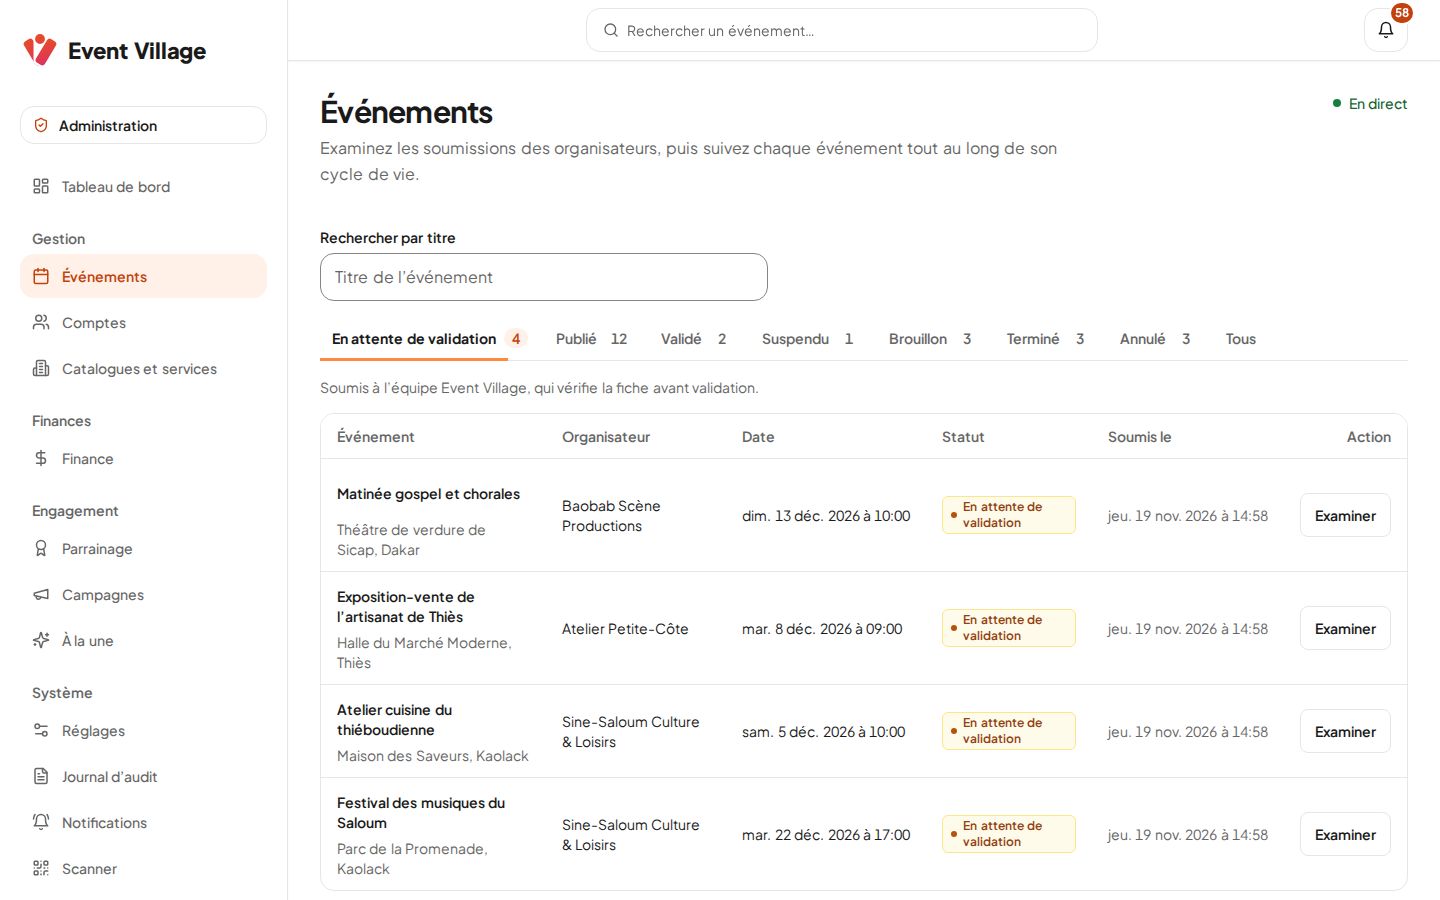 Event Village
Rechercher un événement…
58
Administration
Tableau de bord
Gestion
Événements
Comptes
Catalogues et services
Finances
Finance
Engagement
Parrainage
Campagnes
À la une
Système
Réglages
Journal d’audit
Notifications
Scanner
Événements
En direct
Examinez les soumissions des organisateurs, puis suivez chaque événement tout au long de son
cycle de vie.
Rechercher par titre
Titre de l’événement
En attente de validation 4 Publié 12 Validé 2 Suspendu 1 Brouillon 3 Terminé 3 Annulé 3 Tous
Soumis à l’équipe Event Village, qui vérifie la fiche avant validation.
Événement Organisateur Date Statut Soumis le Action
Matinée gospel et chorales
Théâtre de verdure de
Sicap, Dakar
Baobab Scène
Productions
dim. 13 déc. 2026 à 10:00
En attente de
validation
jeu. 19 nov. 2026 à 14:58
Examiner
Exposition-vente de
l’artisanat de Thiès
Halle du Marché Moderne,
Thiès
Atelier Petite-Côte
mar. 8 déc. 2026 à 09:00
En attente de
validation
jeu. 19 nov. 2026 à 14:58
Examiner
Atelier cuisine du
thiéboudienne
Maison des Saveurs, Kaolack
Sine-Saloum Culture
& Loisirs
sam. 5 déc. 2026 à 10:00
En attente de
validation
jeu. 19 nov. 2026 à 14:58
Examiner
Festival des musiques du
Saloum
Parc de la Promenade,
Kaolack
Sine-Saloum Culture
& Loisirs
mar. 22 déc. 2026 à 17:00
En attente de
validation
jeu. 19 nov. 2026 à 14:58
Examiner